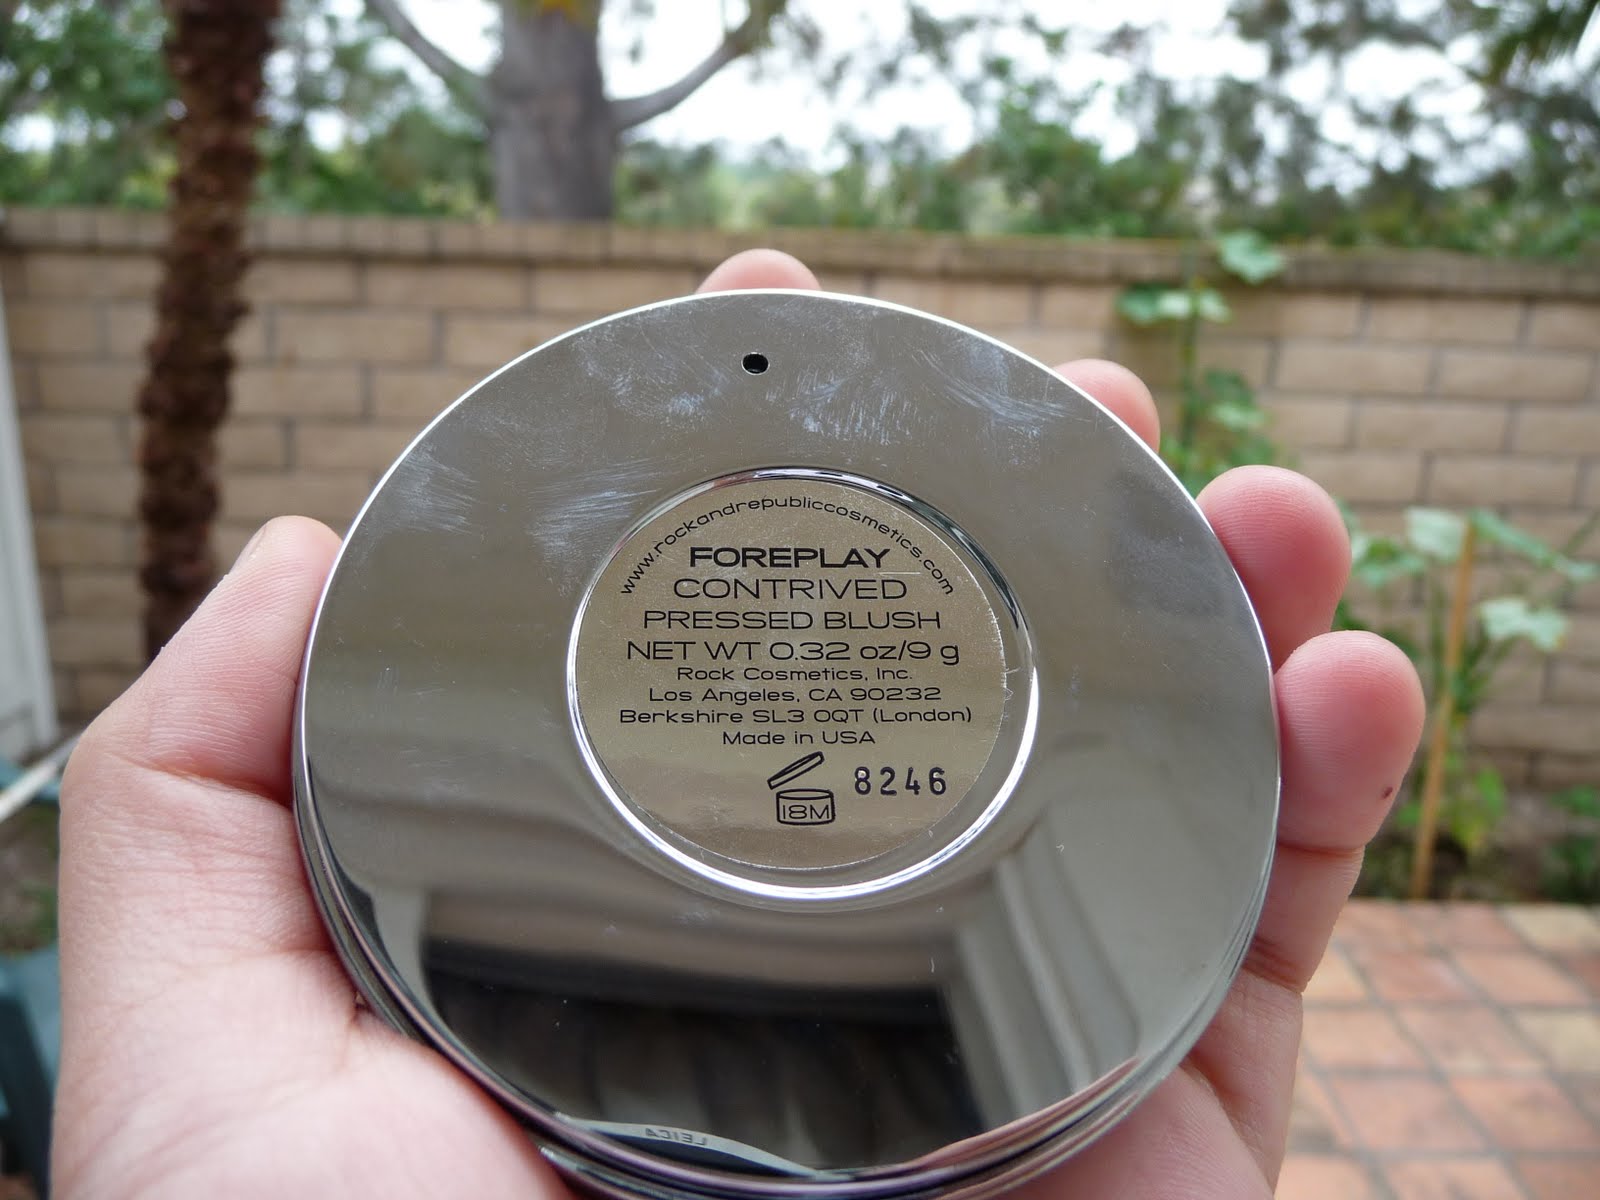 www.rockandrepubliccosmetics.com
FOREPLAY
CONTRIVED
PRESSED BLUSH
NET WT 0.32 oz/9 g
Rock Cosmetics, Inc.
Los Angeles, CA 90232
Berkshire SL3 0QT (London)
Made in USA
8246
18M
LEICA